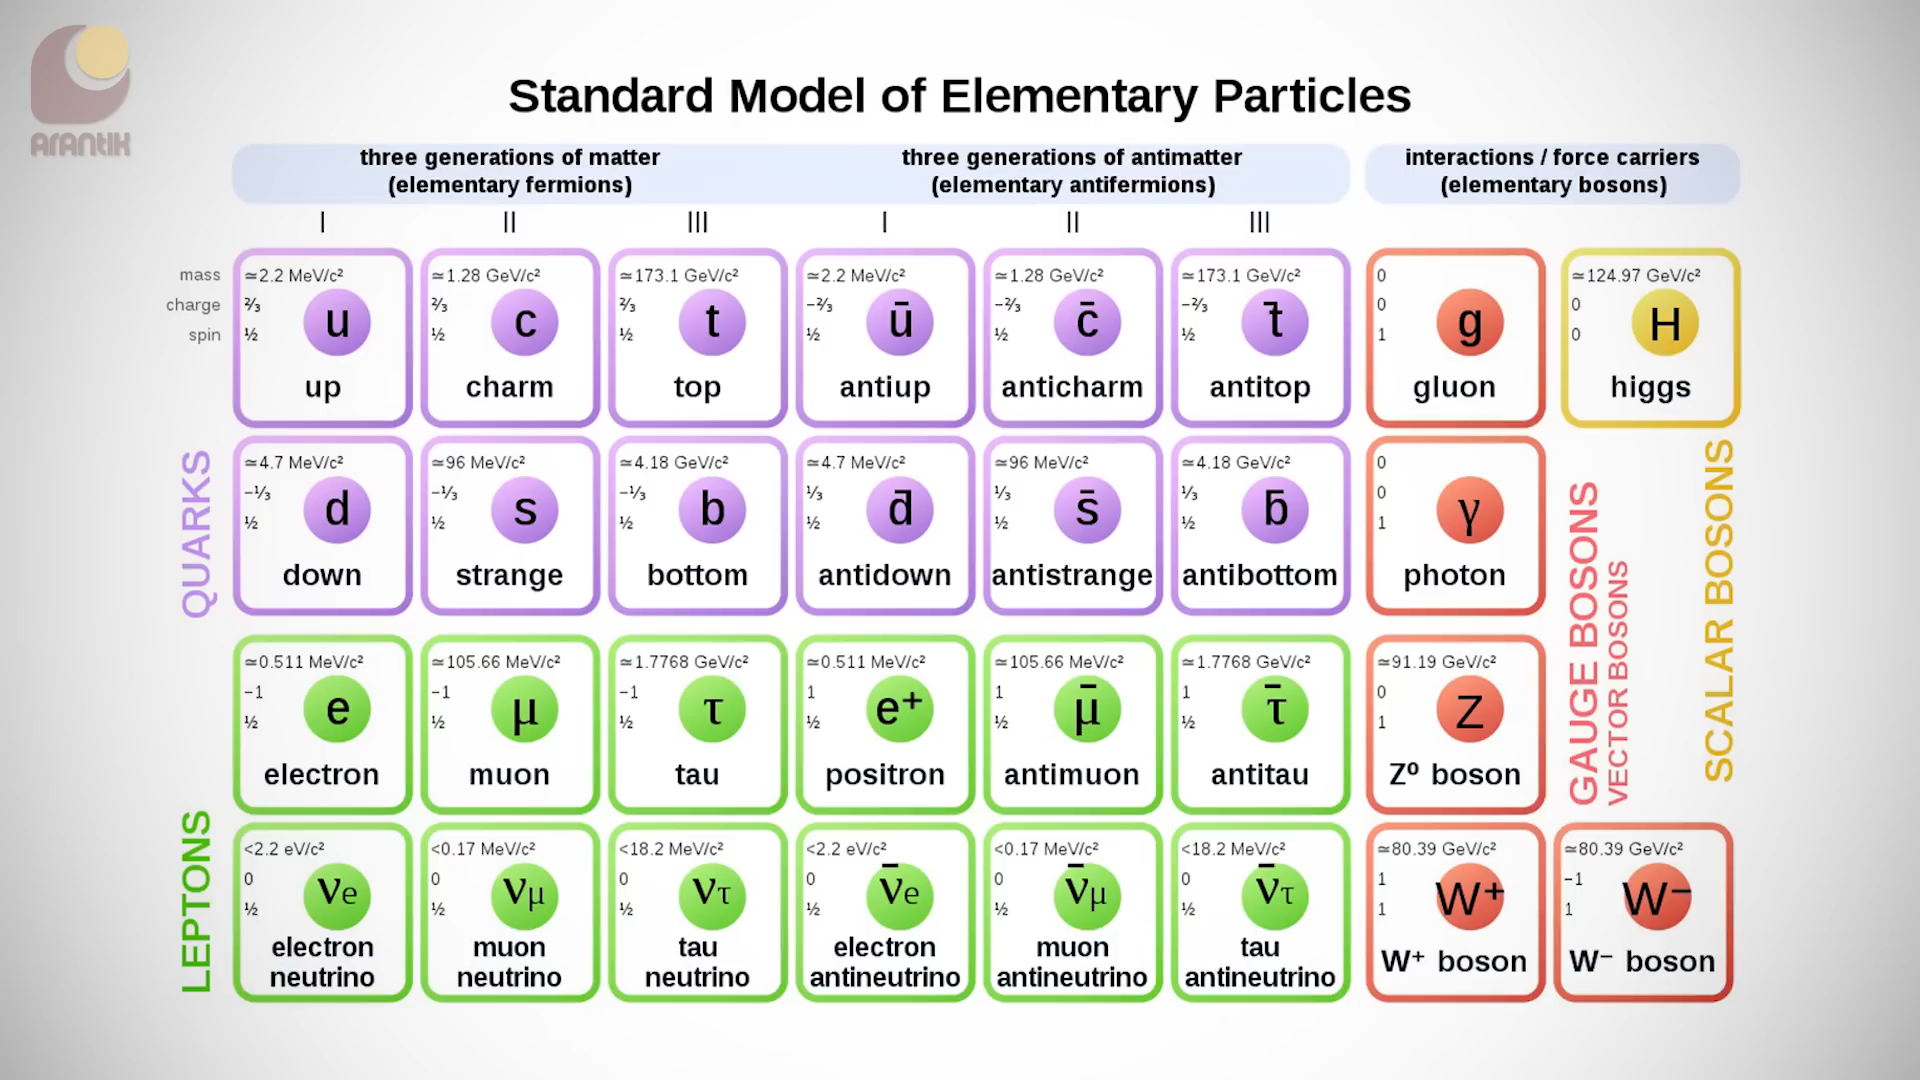 ARANTIK
Standard Model of Elementary Particles
three generations of matter
(elementary fermions)
three generations of antimatter
(elementary antifermions)
interactions / force carriers
(elementary bosons)
I II III I II III
mass
charge
spin
≃2.2 MeV/c²
⅔
½
u
up
≃1.28 GeV/c²
⅔
½
c
charm
≃173.1 GeV/c²
⅔
½
t
top
≃2.2 MeV/c²
−⅔
½
ū
antiup
≃1.28 GeV/c²
−⅔
½
c̄
anticharm
≃173.1 GeV/c²
−⅔
½
t̄
antitop
0
0
1
g
gluon
≃124.97 GeV/c²
0
0
H
higgs
QUARKS
≃4.7 MeV/c²
−⅓
½
d
down
≃96 MeV/c²
−⅓
½
s
strange
≃4.18 GeV/c²
−⅓
½
b
bottom
≃4.7 MeV/c²
⅓
½
d̄
antidown
≃96 MeV/c²
⅓
½
s̄
antistrange
≃4.18 GeV/c²
⅓
½
b̄
antibottom
0
0
1
γ
photon
GAUGE BOSONS
VECTOR BOSONS
SCALAR BOSONS
≃0.511 MeV/c²
−1
½
e
electron
≃105.66 MeV/c²
−1
½
μ
muon
≃1.7768 GeV/c²
−1
½
τ
tau
≃0.511 MeV/c²
1
½
e⁺
positron
≃105.66 MeV/c²
1
½
μ̄
antimuon
≃1.7768 GeV/c²
1
½
τ̄
antitau
≃91.19 GeV/c²
0
1
Z
Z⁰ boson
LEPTONS
<2.2 eV/c²
0
½
νe
electron
neutrino
<0.17 MeV/c²
0
½
νμ
muon
neutrino
<18.2 MeV/c²
0
½
ντ
tau
neutrino
<2.2 eV/c²
0
½
ν̄e
electron
antineutrino
<0.17 MeV/c²
0
½
ν̄μ
muon
antineutrino
<18.2 MeV/c²
0
½
ν̄τ
tau
antineutrino
≃80.39 GeV/c²
1
1
W⁺
W⁺ boson
≃80.39 GeV/c²
−1
1
W⁻
W⁻ boson